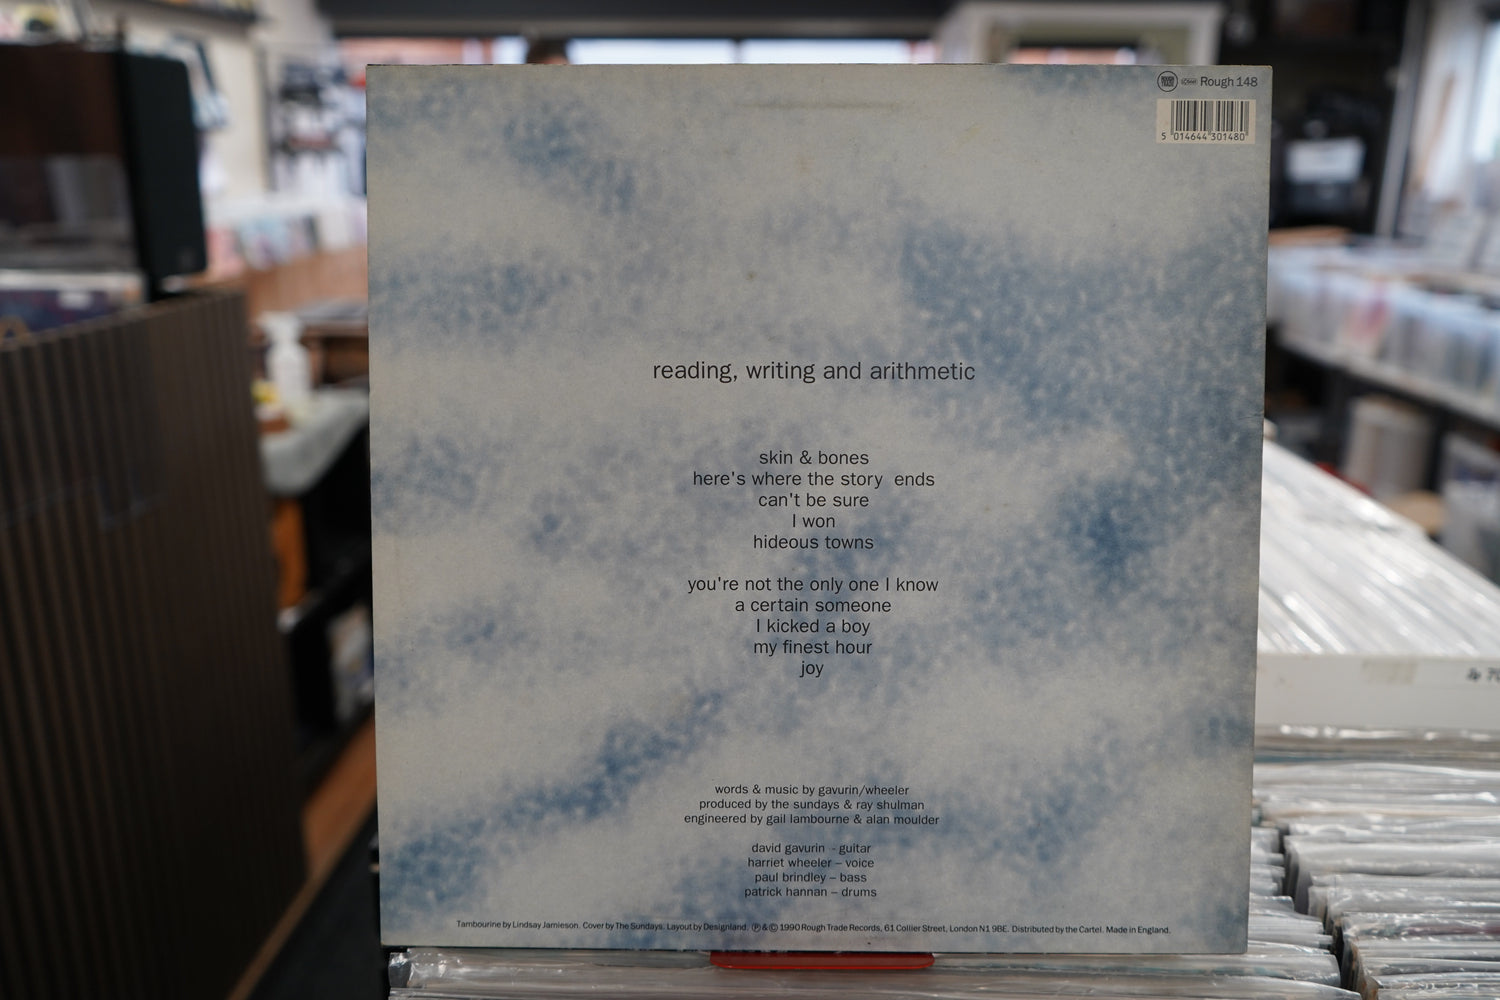 Rough 148
5 014644 301480
reading, writing and arithmetic
skin & bones
here's where the story ends
can't be sure
I won
hideous towns
you're not the only one I know
a certain someone
I kicked a boy
my finest hour
joy
words & music by gavurin/wheeler
produced by the sundays & ray shulman
engineered by gail lambourne & alan moulder
david gavurin - guitar
harriet wheeler – voice
paul brindley – bass
patrick hannan – drums
Tambourine by Lindsay Jamieson. Cover by The Sundays. Layout by Designland. Ⓟ & © 1990 Rough Trade Records, 61 Collier Street, London N1 9BE. Distributed by the Cartel. Made in England.